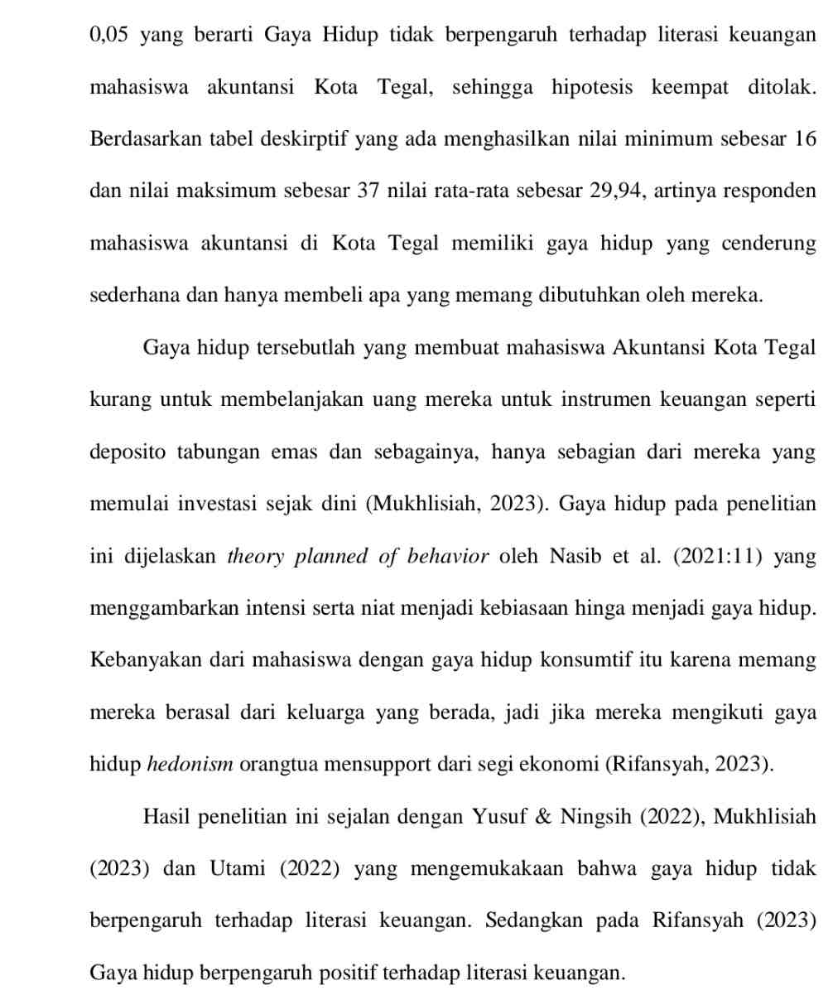 0,05 yang berarti Gaya Hidup tidak berpengaruh terhadap literasi keuangan
mahasiswa akuntansi Kota Tegal, sehingga hipotesis keempat ditolak.
Berdasarkan tabel deskirptif yang ada menghasilkan nilai minimum sebesar 16
dan nilai maksimum sebesar 37 nilai rata-rata sebesar 29,94, artinya responden
mahasiswa akuntansi di Kota Tegal memiliki gaya hidup yang cenderung
sederhana dan hanya membeli apa yang memang dibutuhkan oleh mereka.
Gaya hidup tersebutlah yang membuat mahasiswa Akuntansi Kota Tegal
kurang untuk membelanjakan uang mereka untuk instrumen keuangan seperti
deposito tabungan emas dan sebagainya, hanya sebagian dari mereka yang
memulai investasi sejak dini (Mukhlisiah, 2023). Gaya hidup pada penelitian
ini dijelaskan theory planned of behavior oleh Nasib et al. (2021:11) yang
menggambarkan intensi serta niat menjadi kebiasaan hinga menjadi gaya hidup.
Kebanyakan dari mahasiswa dengan gaya hidup konsumtif itu karena memang
mereka berasal dari keluarga yang berada, jadi jika mereka mengikuti gaya
hidup hedonism orangtua mensupport dari segi ekonomi (Rifansyah, 2023).
Hasil penelitian ini sejalan dengan Yusuf & Ningsih (2022), Mukhlisiah
(2023) dan Utami (2022) yang mengemukakaan bahwa gaya hidup tidak
berpengaruh terhadap literasi keuangan. Sedangkan pada Rifansyah (2023)
Gaya hidup berpengaruh positif terhadap literasi keuangan.